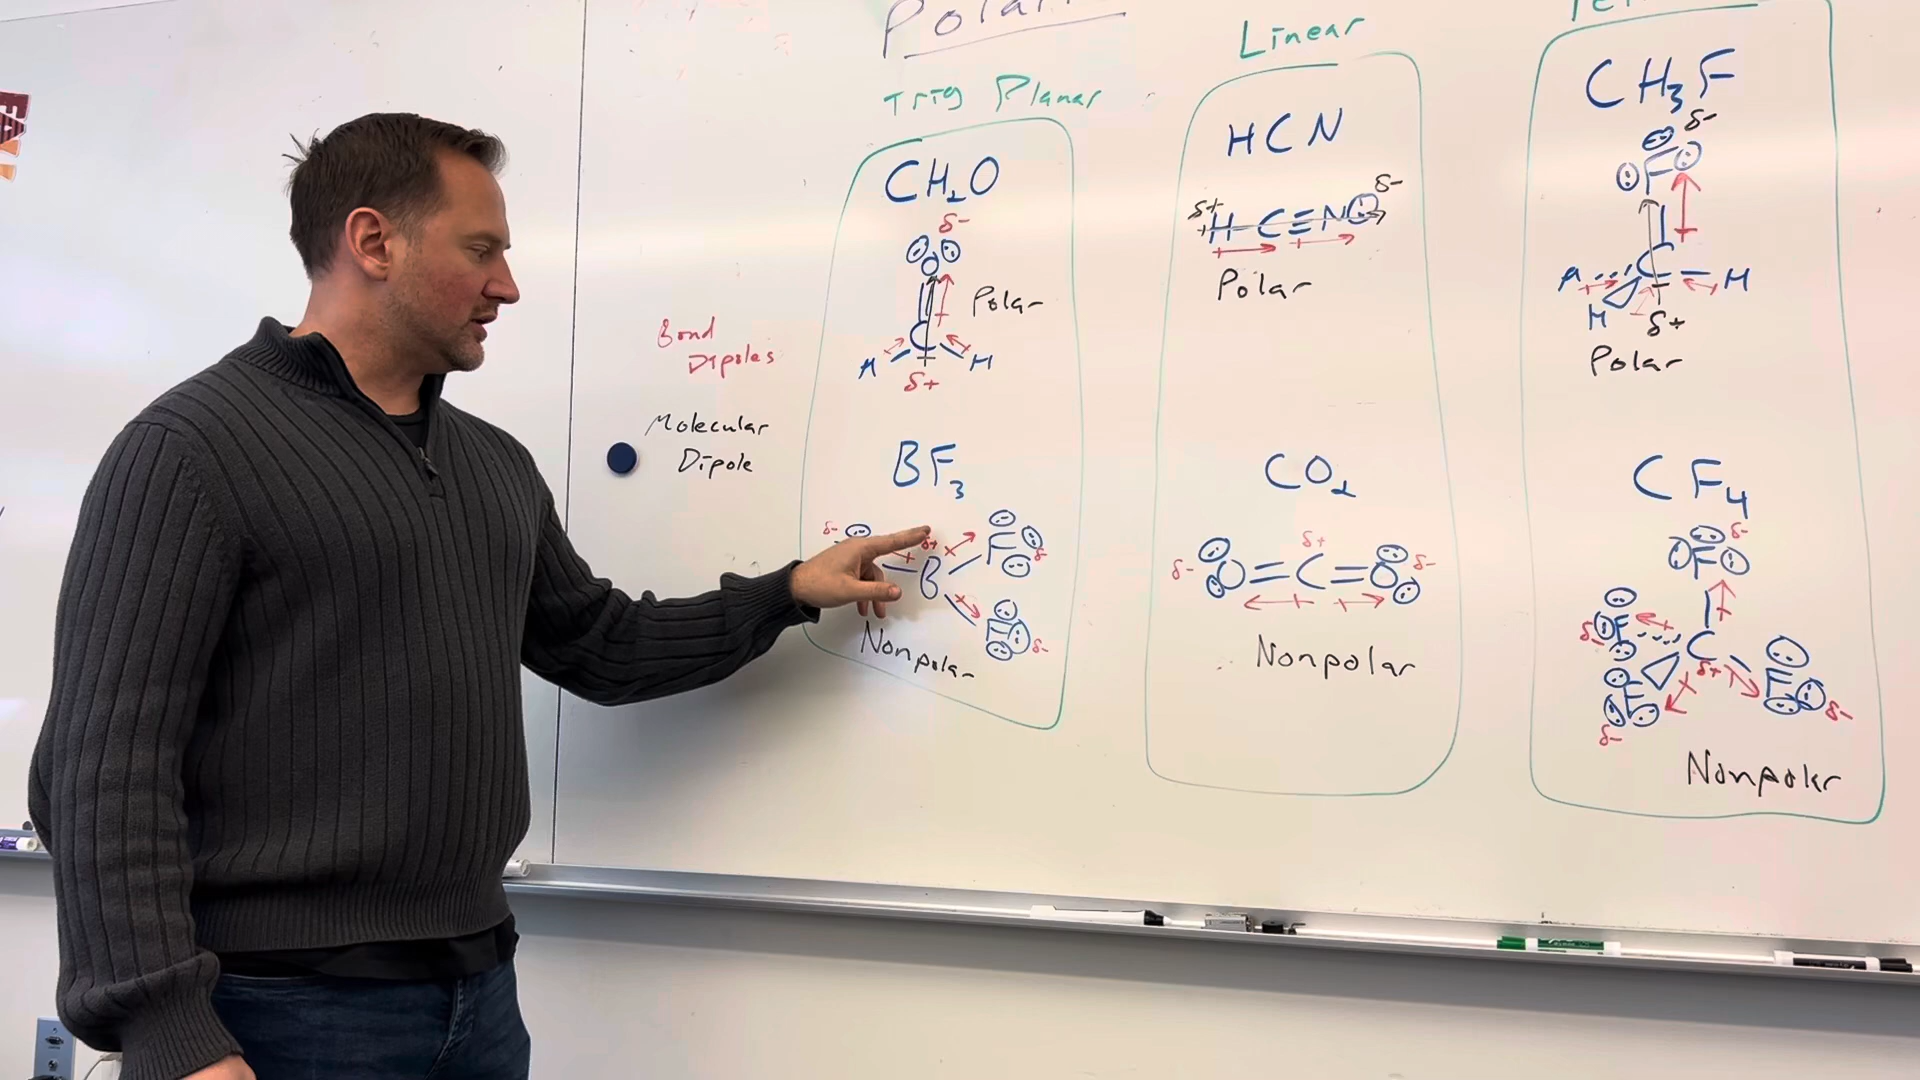 Trig Planar
CH₂O
δ-
O
C
H H
δ+
Polar
Bond
Dipoles
Molecular
Dipole
BF₃
δ-
δ+
B
F
δ-
F
δ-
Nonpolar
Linear
HCN
δ+
H-C≡N
δ-
Polar
CO₂
δ- δ+ δ-
O=C=O
Nonpolar
CH₃F
δ-
F
C
H H
H
δ+
Polar
CF₄
δ-
F
F
C
δ-
δ+
F
F
δ-
δ-
Nonpolar